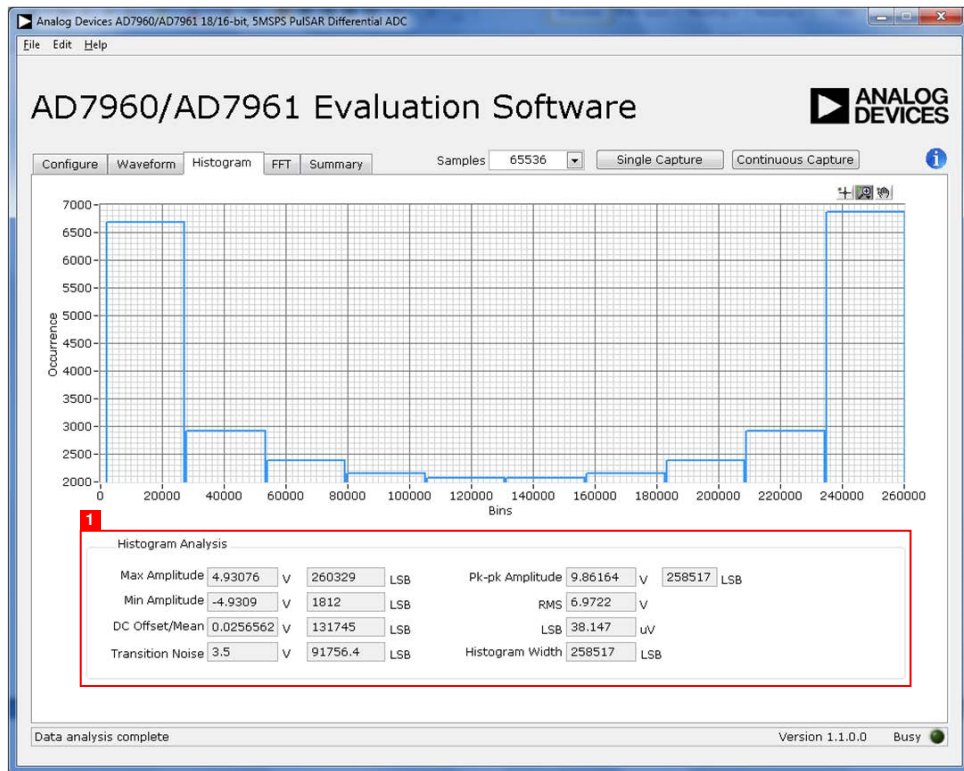 Analog Devices AD7960/AD7961 18/16-bit, 5MSPS PulSAR Differential ADC
File Edit Help
AD7960/AD7961 Evaluation Software
ANALOG
DEVICES
Configure Waveform Histogram FFT Summary Samples 65536 Single Capture Continuous Capture i
7000
6500
6000
5500
5000
4500
4000
3500
3000
2500
2000
Occurrence
0 20000 40000 60000 80000 100000 120000 140000 160000 180000 200000 220000 240000 260000
Bins
1
Histogram Analysis
Max Amplitude 4.93076 V 260329 LSB Pk-pk Amplitude 9.86164 V 258517 LSB
Min Amplitude -4.9309 V 1812 LSB RMS 6.9722 V
DC Offset/Mean 0.0256562 V 131745 LSB LSB 38.147 uV
Transition Noise 3.5 V 91756.4 LSB Histogram Width 258517 LSB
Data analysis complete Version 1.1.0.0 Busy